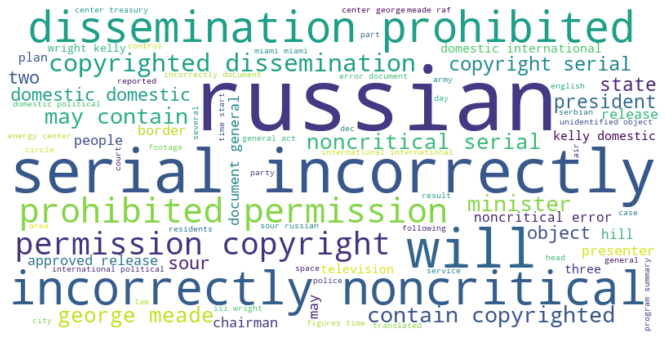 center treasury center george meade raf
dissemination prohibited
wright kelly control miami miami part domestic international
plan copyrighted dissemination copyright serial
reported incorrectly document error document army english
two domestic domestic russian state
president
domestic political several time start day serbian release
may contain dec unidentified object
energy center border noncritical serial kelly domestic
people document general general act
circle footage international international air
court party
serial incorrectly
result
prohibited permission minister
noncritical error
area residents sour russian following case
permission copyright will object hill
presenter
approved release sour head
international political space television service three general
police
incorrectly noncritical
law may
george meade iii wright contain copyrighted
chairman
city figures time translated program summary